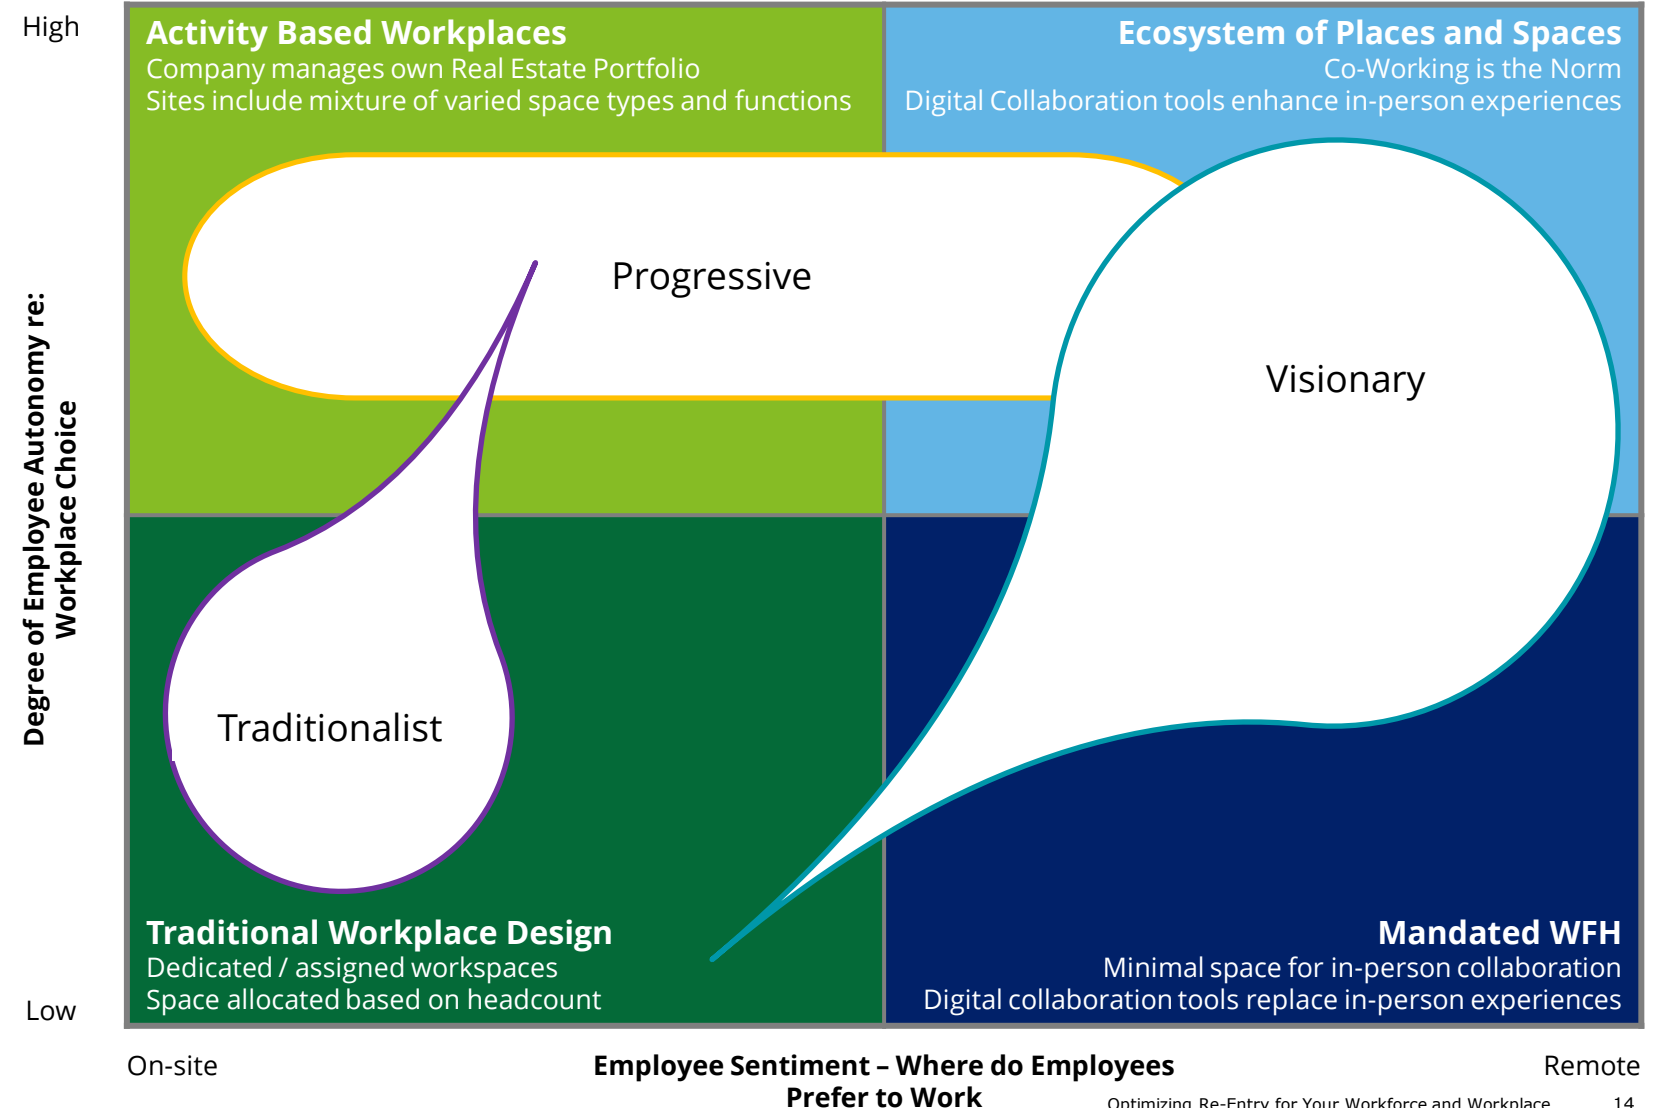 High
Activity Based Workplaces
Company manages own Real Estate Portfolio
Sites include mixture of varied space types and functions
Ecosystem of Places and Spaces
Co-Working is the Norm
Digital Collaboration tools enhance in-person experiences
Progressive
Visionary
Degree of Employee Autonomy re:
Workplace Choice
Traditionalist
Traditional Workplace Design
Dedicated / assigned workspaces
Space allocated based on headcount
Mandated WFH
Minimal space for in-person collaboration
Digital collaboration tools replace in-person experiences
Low
On-site
Employee Sentiment – Where do Employees
Prefer to Work
Remote
Optimizing Re-Entry for Your Workforce and Workplace
14